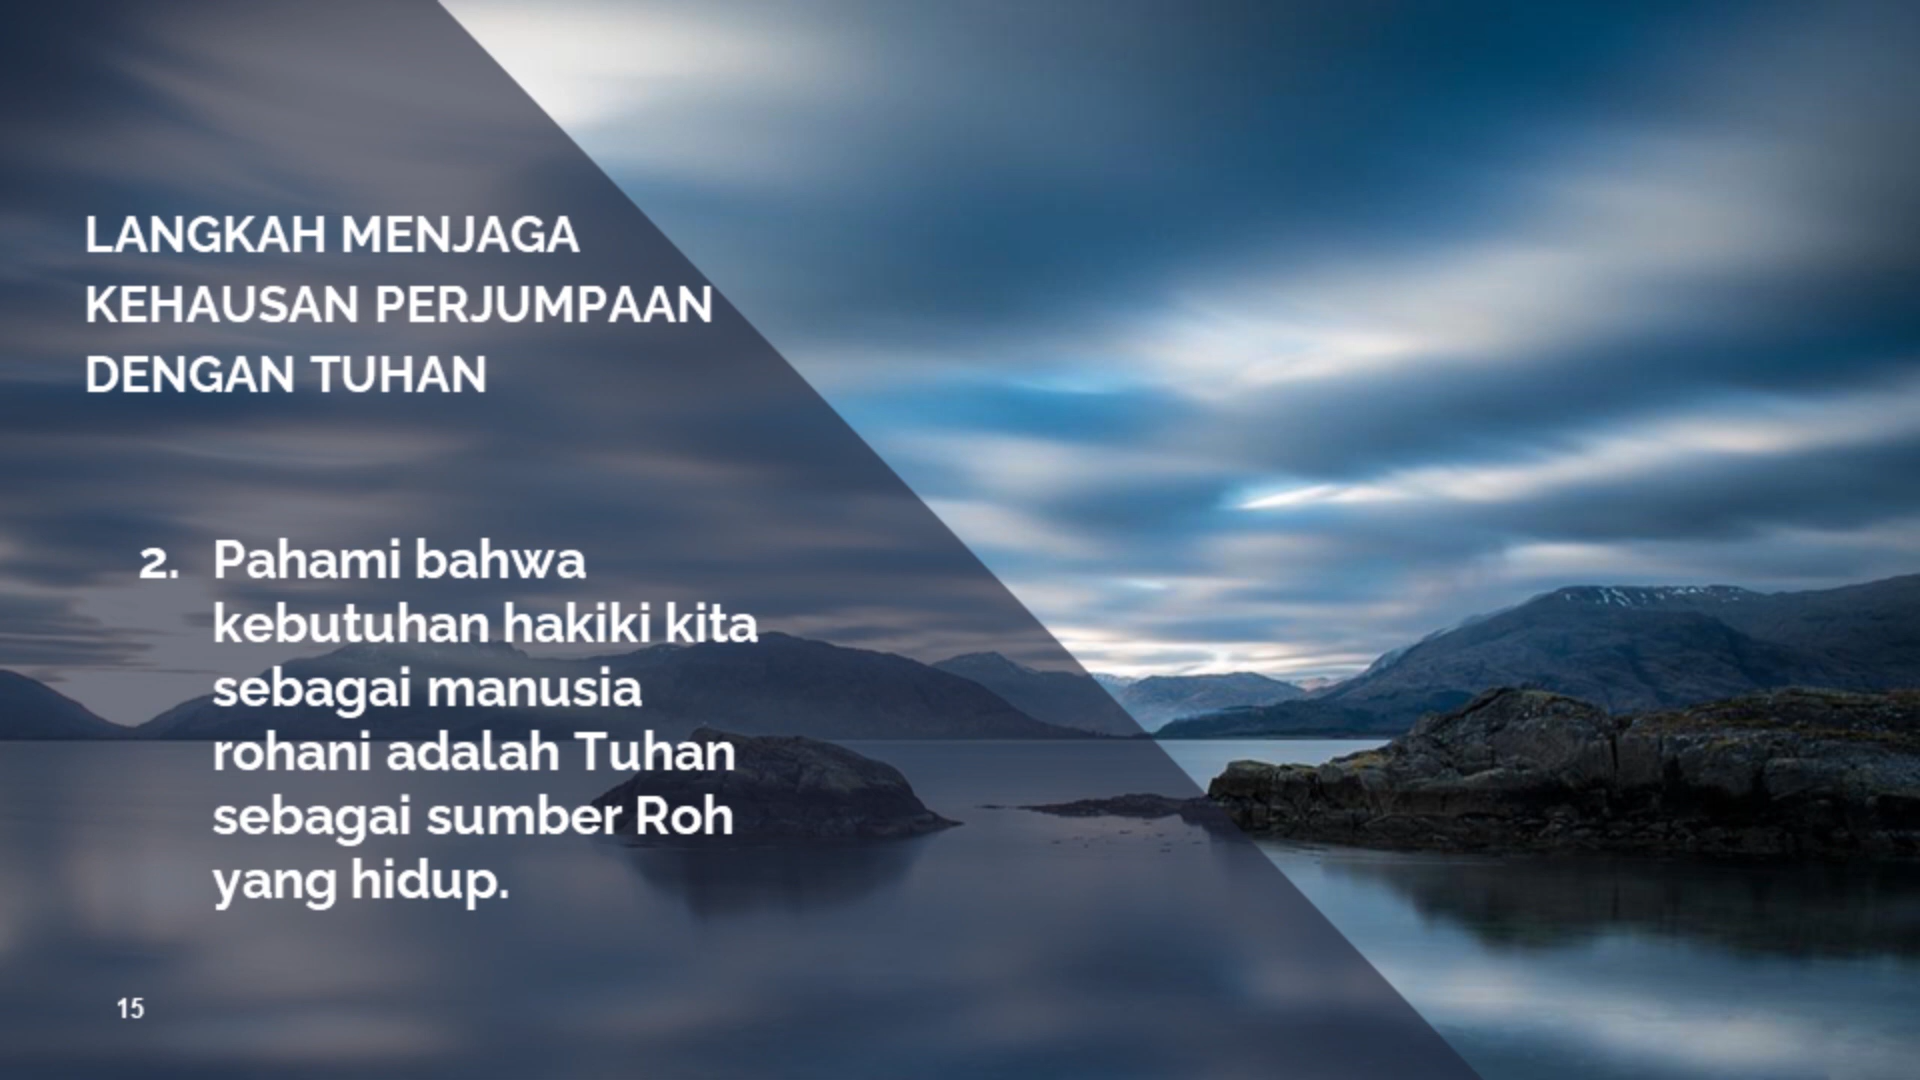 LANGKAH MENJAGA
KEHAUSAN PERJUMPAAN
DENGAN TUHAN
2. Pahami bahwa
kebutuhan hakiki kita
sebagai manusia
rohani adalah Tuhan
sebagai sumber Roh
yang hidup.
15